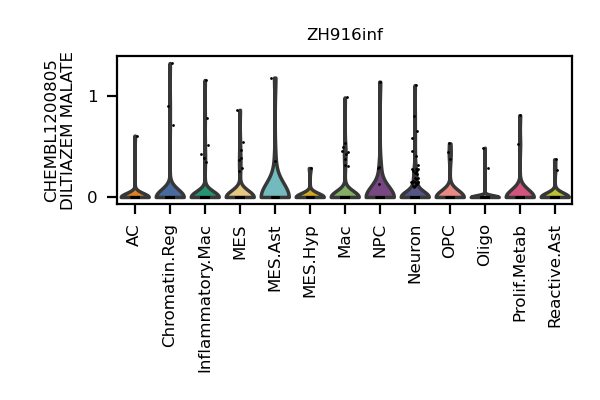 ZH916inf
CHEMBL1200805
DILTIAZEM MALATE
1
0
AC
Chromatin.Reg
Inflammatory.Mac
MES
MES.Ast
MES.Hyp
Mac
NPC
Neuron
OPC
Oligo
Prolif.Metab
Reactive.Ast